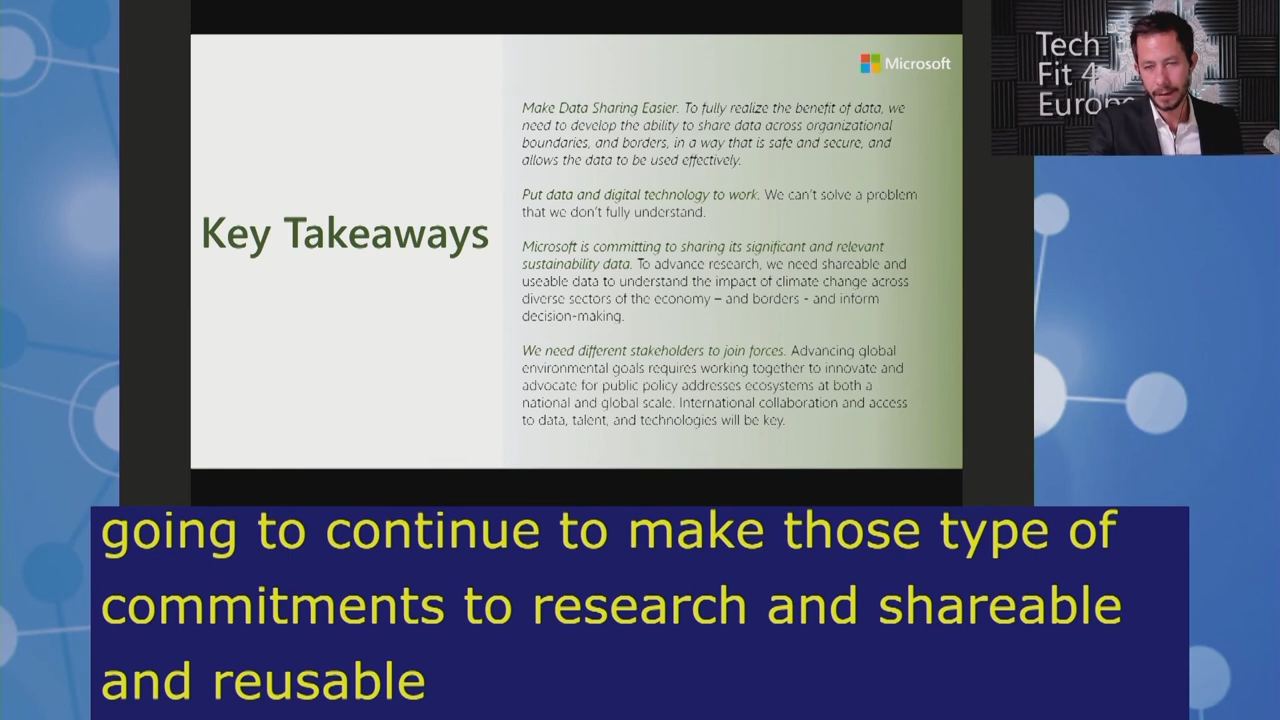 Microsoft
Tech
Fit 4
Europe
Key Takeaways
Make Data Sharing Easier. To fully realize the benefit of data, we
need to develop the ability to share data across organizational
boundaries, and borders, in a way that is safe and secure, and
allows the data to be used effectively.
Put data and digital technology to work. We can't solve a problem
that we don't fully understand.
Microsoft is committing to sharing its significant and relevant
sustainability data. To advance research, we need shareable and
useable data to understand the impact of climate change across
diverse sectors of the economy – and borders - and inform
decision-making.
We need different stakeholders to join forces. Advancing global
environmental goals requires working together to innovate and
advocate for public policy addresses ecosystems at both a
national and global scale. International collaboration and access
to data, talent, and technologies will be key.
going to continue to make those type of
commitments to research and shareable
and reusable